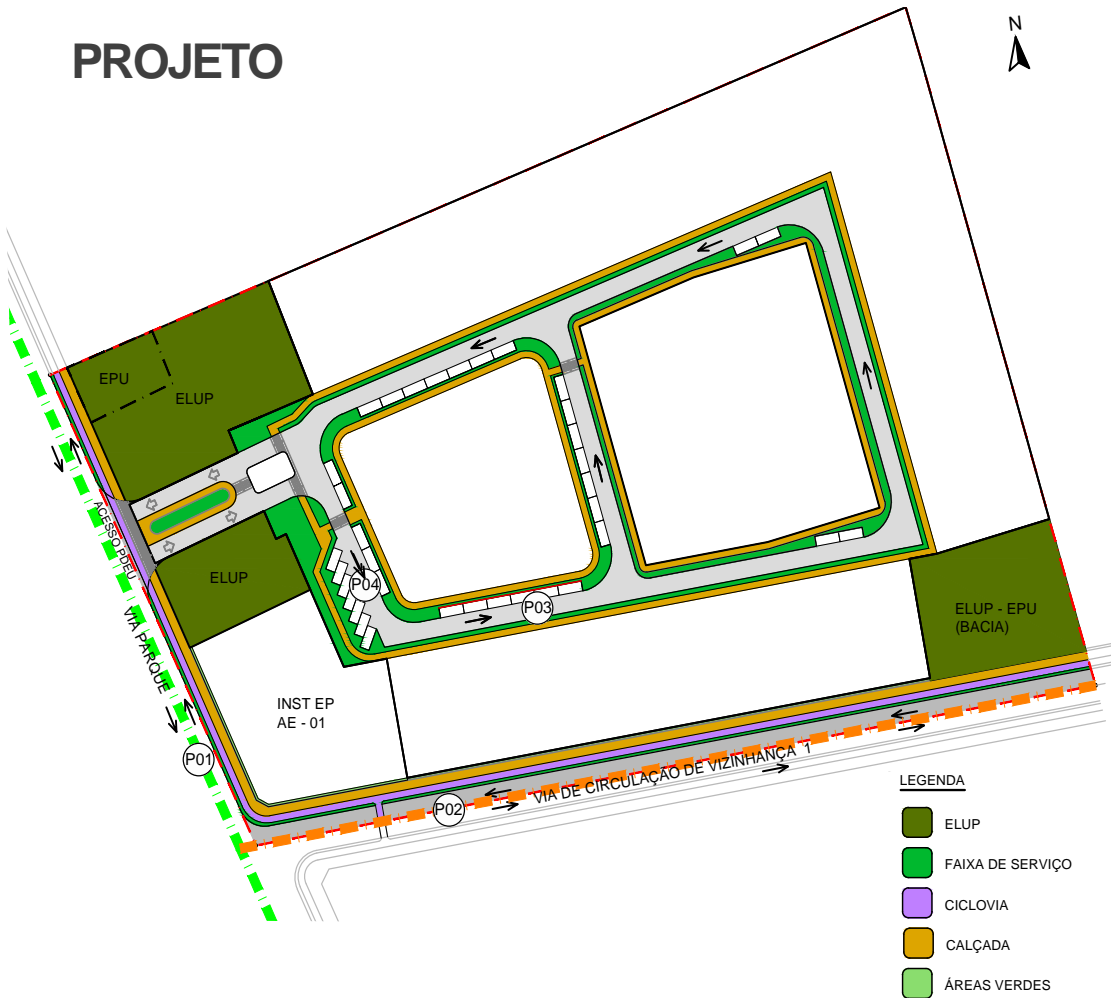 PROJETO
N
EPU
ELUP
ACESSO PDEU
ELUP
VIA PARQUE
P04
P03
ELUP - EPU
(BACIA)
INST EP
AE - 01
P01
P02
VIA DE CIRCULAÇÃO DE VIZINHANÇA 1
LEGENDA
ELUP
FAIXA DE SERVIÇO
CICLOVIA
CALÇADA
ÁREAS VERDES